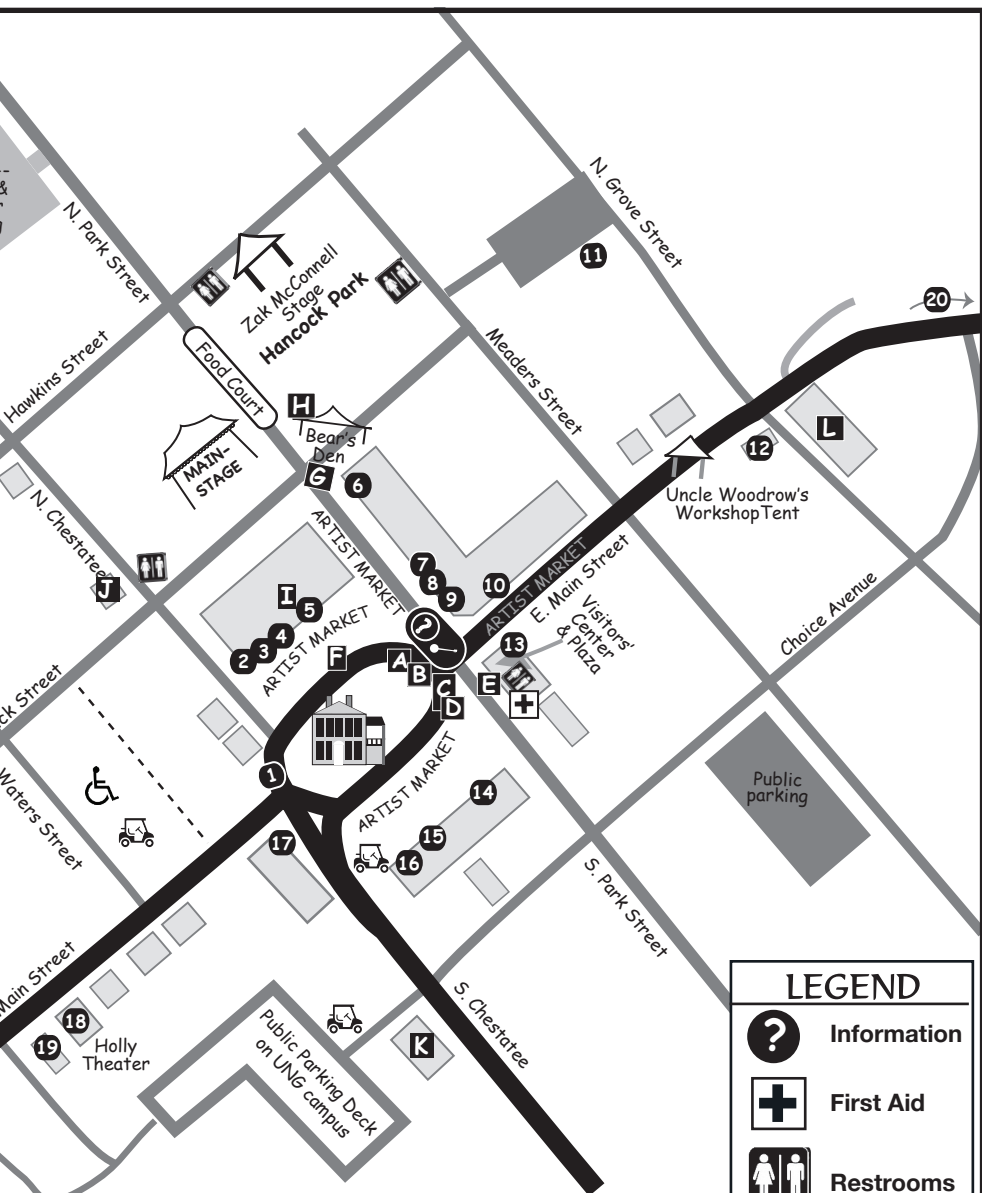 &
N. Park Street
N. Grove Street
11
20
Zak McConnell
Stage
Hancock Park
Hawkins Street
Food Court
Meaders Street
H
Bear's
Den
MAIN-
STAGE
G
6
L
12
Uncle Woodrow's
WorkshopTent
N. Chestatee
J
ARTIST MARKET
7
8
9
10
ARTIST MARKET
E. Main Street
I
5
4
3
2
ARTIST MARKET
?
13
Visitors'
Center
& Plaza
Choice Avenue
F
A
B
C
D
E
ck Street
1
Waters Street
ARTIST MARKET
14
15
16
17
Public
parking
S. Park Street
Main Street
18
19
Holly
Theater
Public Parking Deck
on UNG campus
K
S. Chestatee
LEGEND
?
Information
First Aid
Restrooms